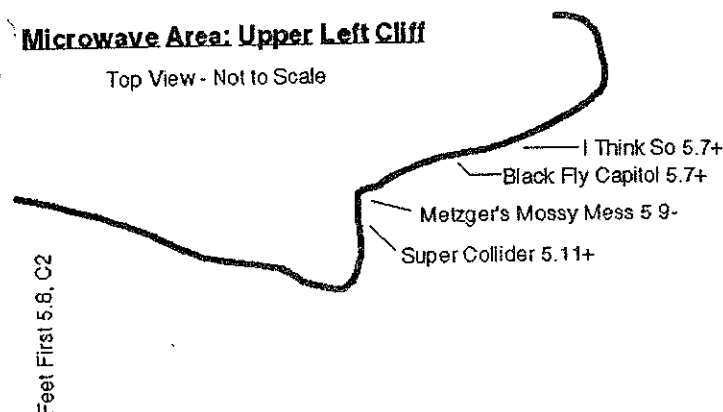 Microwave Area: Upper Left Cliff
Top View - Not to Scale
I Think So 5.7+
Black Fly Capitol 5.7+
Metzger's Mossy Mess 5 9-
Super Collider 5.11+
Feet First 5.8, C2